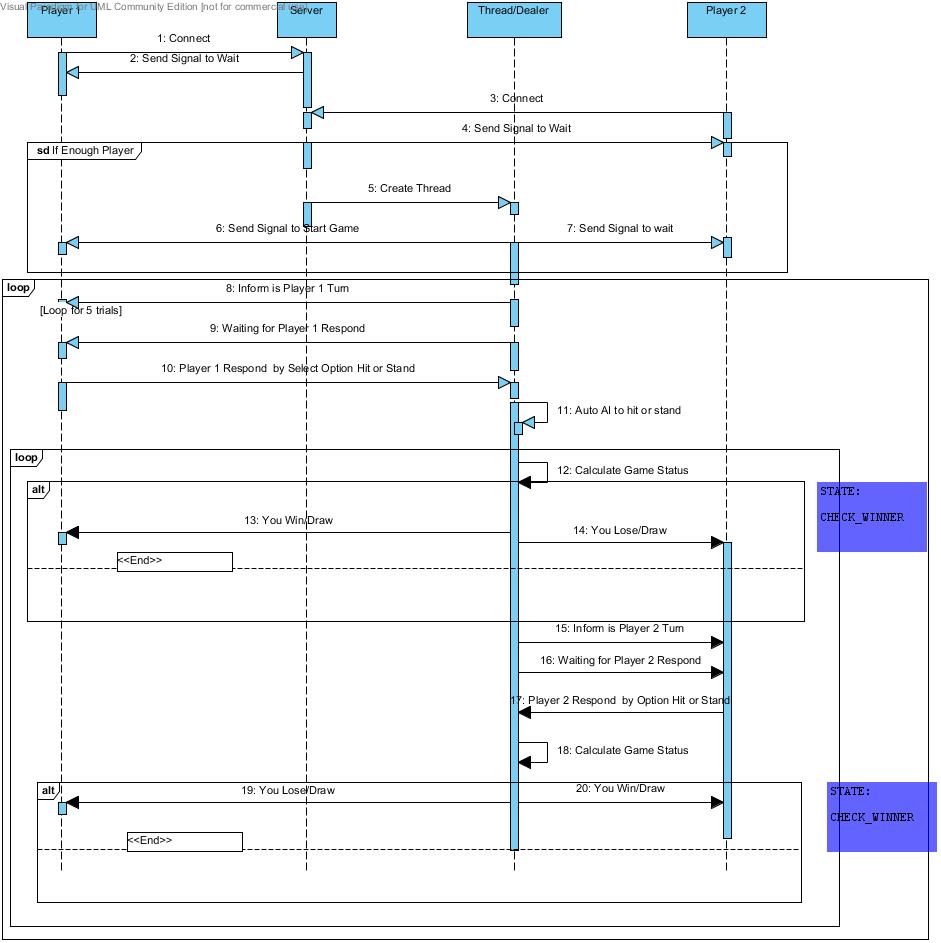 Visual Paradigm for UML Community Edition [not for commercial use]
Player 1
Server
Thread/Dealer
Player 2
1: Connect
2: Send Signal to Wait
3: Connect
4: Send Signal to Wait
sd If Enough Player
5: Create Thread
6: Send Signal to Start Game
7: Send Signal to wait
loop
8: Inform is Player 1 Turn
[Loop for 5 trials]
9: Waiting for Player 1 Respond
10: Player 1 Respond by Select Option Hit or Stand
11: Auto AI to hit or stand
loop
12: Calculate Game Status
alt
STATE:
CHECK_WINNER
13: You Win/Draw
14: You Lose/Draw
<<End>>
15: Inform is Player 2 Turn
16: Waiting for Player 2 Respond
17: Player 2 Respond by Option Hit or Stand
18: Calculate Game Status
alt
19: You Lose/Draw
20: You Win/Draw
STATE:
CHECK_WINNER
<<End>>